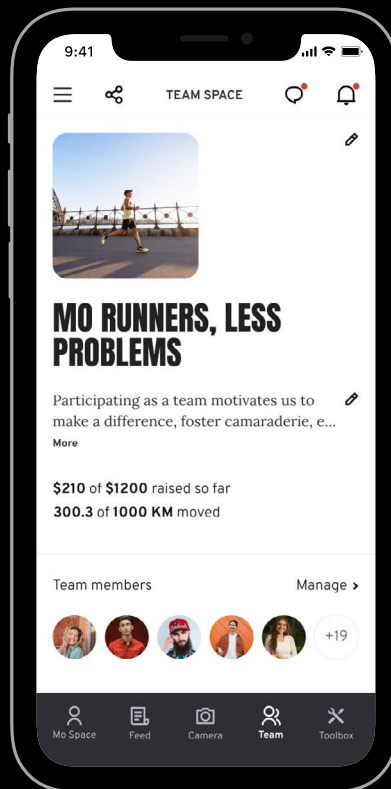 9:41
TEAM SPACE
MO RUNNERS, LESS
PROBLEMS
Participating as a team motivates us to
make a difference, foster camaraderie, e...
More
$210 of $1200 raised so far
300.3 of 1000 KM moved
Team members
Manage >
+19
Mo Space
Feed
Camera
Team
Toolbox